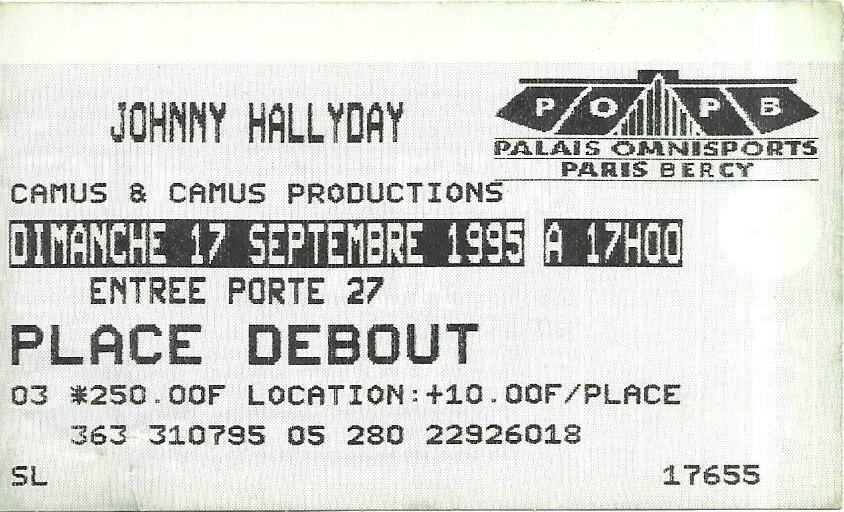 JOHNNY HALLYDAY
POPB
PALAIS OMNISPORTS
PARIS BERCY
CAMUS & CAMUS PRODUCTIONS
DIMANCHE 17 SEPTEMBRE 1995 A 17H00
ENTREE PORTE 27
PLACE DEBOUT
03 *250.00F LOCATION:+10.00F/PLACE
363 310795 05 280 22926018
SL 17655